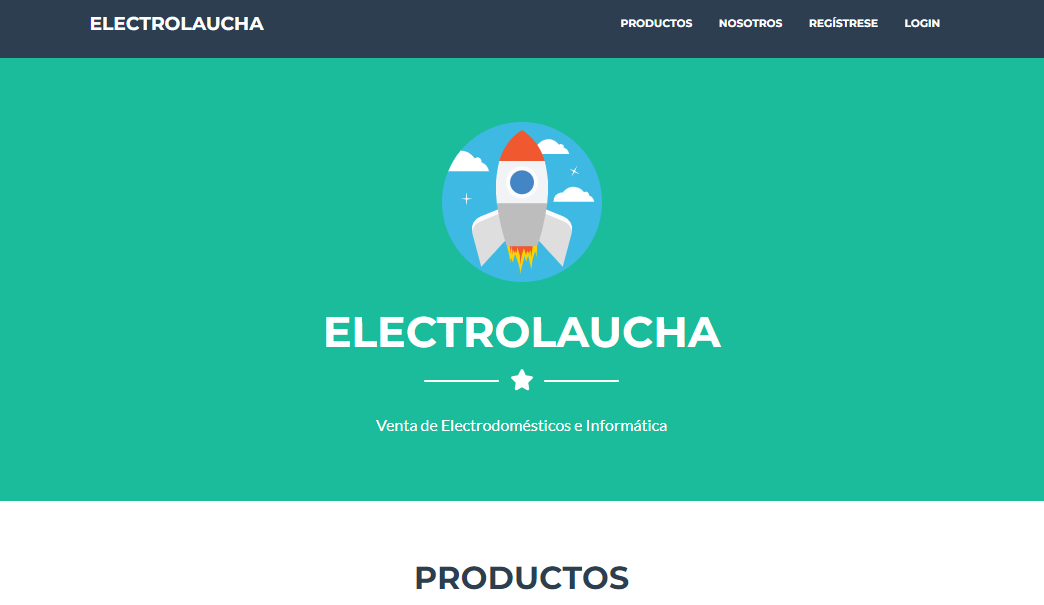 ELECTROLAUCHA
PRODUCTOS NOSOTROS REGÍSTRESE LOGIN
ELECTROLAUCHA
Venta de Electrodomésticos e Informática
PRODUCTOS